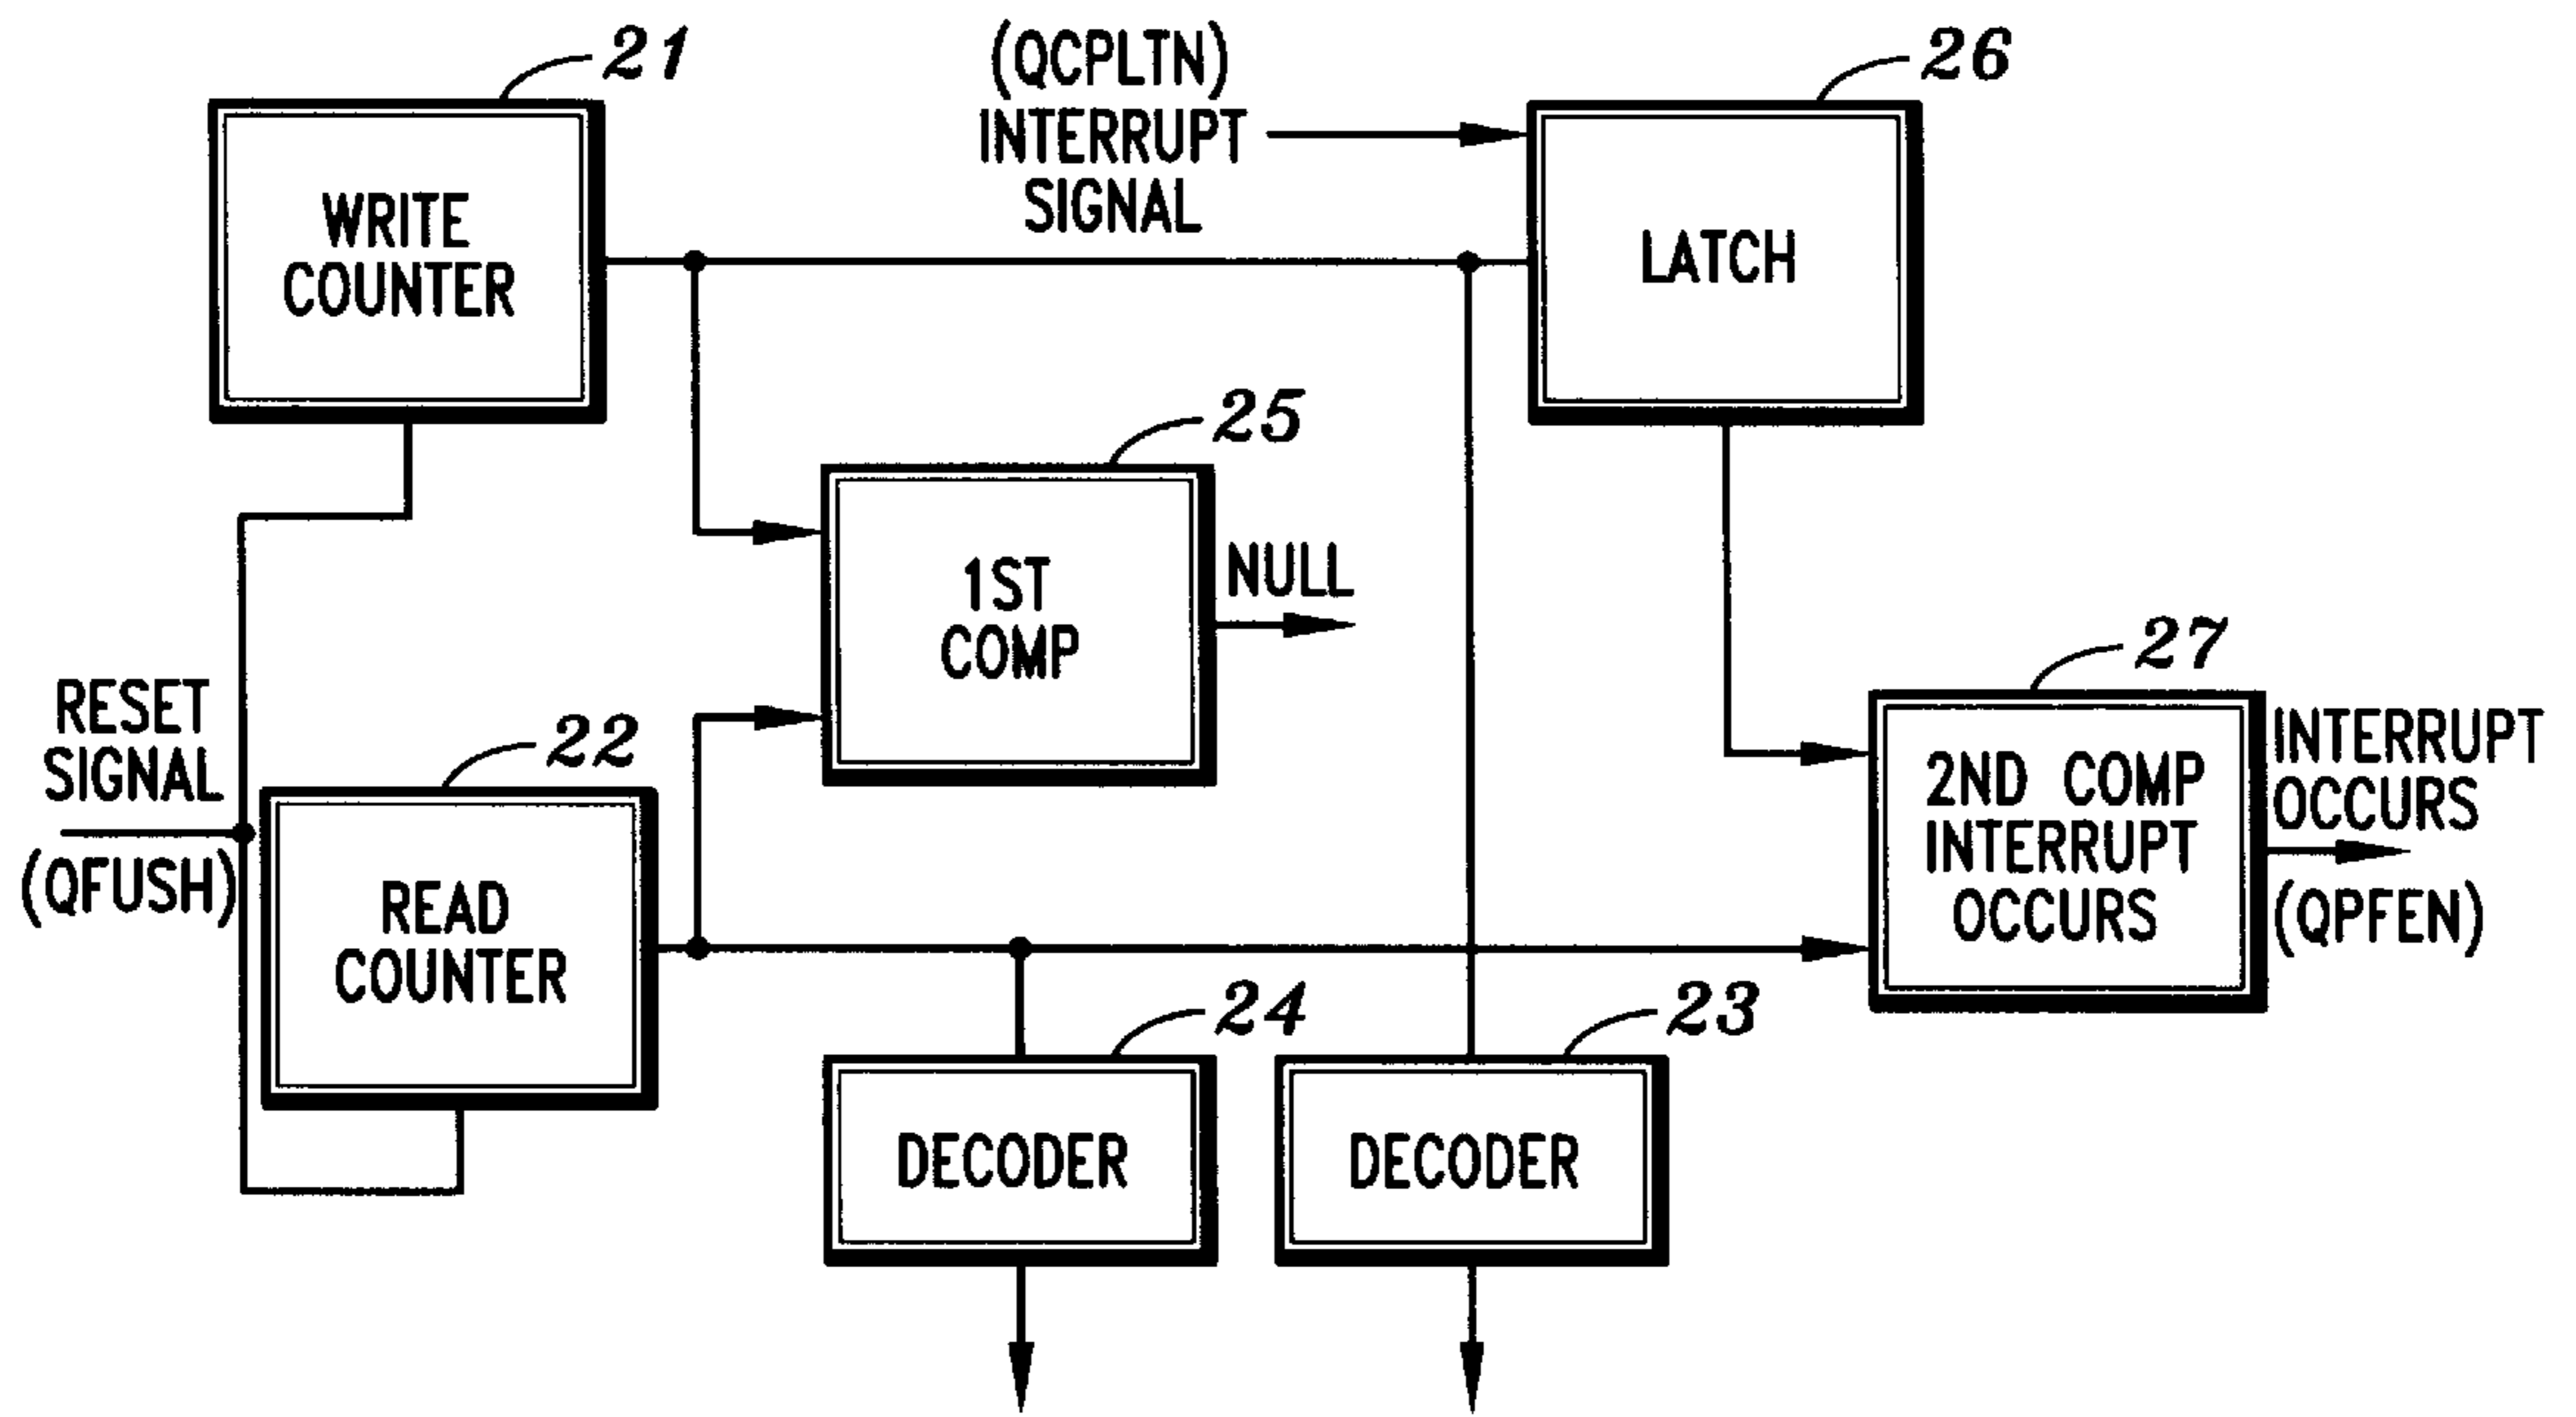 21
WRITE
COUNTER
(QCPLTN)
INTERRUPT
SIGNAL
26
LATCH
25
1ST
COMP
NULL
RESET
SIGNAL
(QFUSH)
22
READ
COUNTER
27
2ND COMP
INTERRUPT
OCCURS
INTERRUPT
OCCURS
(QPFEN)
24
DECODER
23
DECODER